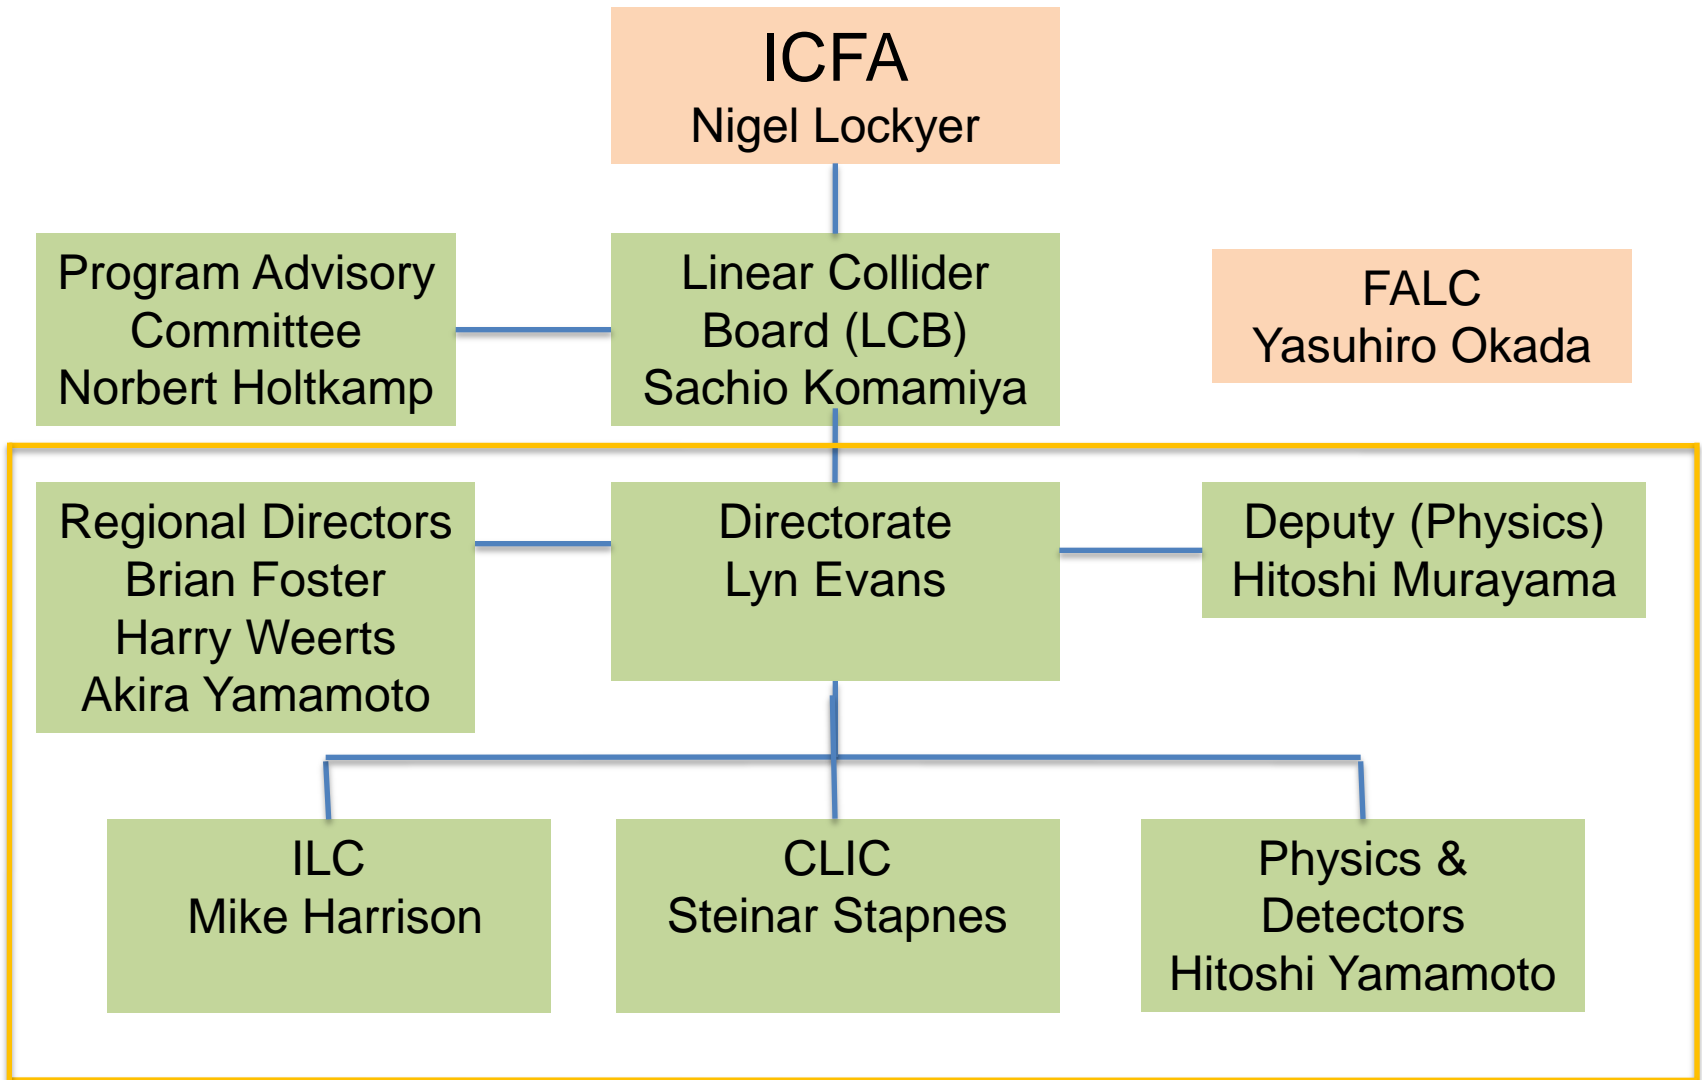 ICFA
Nigel Lockyer
Program Advisory
Committee
Norbert Holtkamp
Linear Collider
Board (LCB)
Sachio Komamiya
FALC
Yasuhiro Okada
Regional Directors
Brian Foster
Harry Weerts
Akira Yamamoto
Directorate
Lyn Evans
Deputy (Physics)
Hitoshi Murayama
ILC
Mike Harrison
CLIC
Steinar Stapnes
Physics &
Detectors
Hitoshi Yamamoto